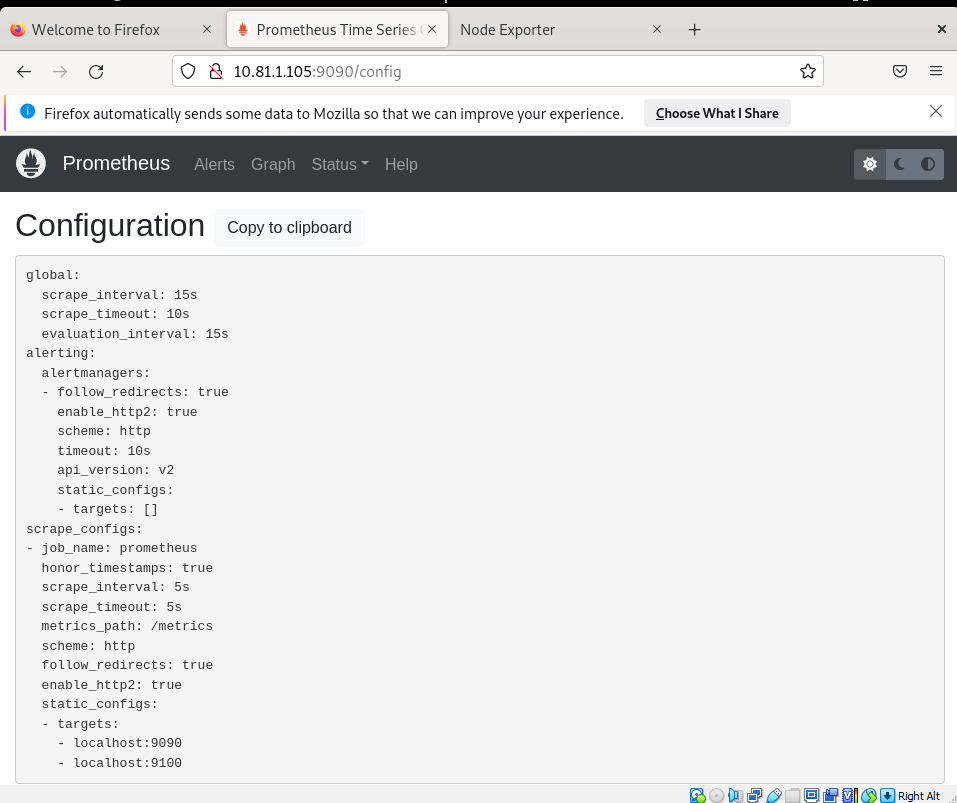 Welcome to Firefox
Prometheus Time Series
Node Exporter
10.81.1.105:9090/config
Firefox automatically sends some data to Mozilla so that we can improve your experience.
Choose What I Share
Prometheus
Alerts
Graph
Status
Help
Configuration
Copy to clipboard
global:
  scrape_interval: 15s
  scrape_timeout: 10s
  evaluation_interval: 15s
alerting:
  alertmanagers:
  - follow_redirects: true
    enable_http2: true
    scheme: http
    timeout: 10s
    api_version: v2
    static_configs:
    - targets: []
scrape_configs:
- job_name: prometheus
  honor_timestamps: true
  scrape_interval: 5s
  scrape_timeout: 5s
  metrics_path: /metrics
  scheme: http
  follow_redirects: true
  enable_http2: true
  static_configs:
  - targets:
    - localhost:9090
    - localhost:9100
Right Alt